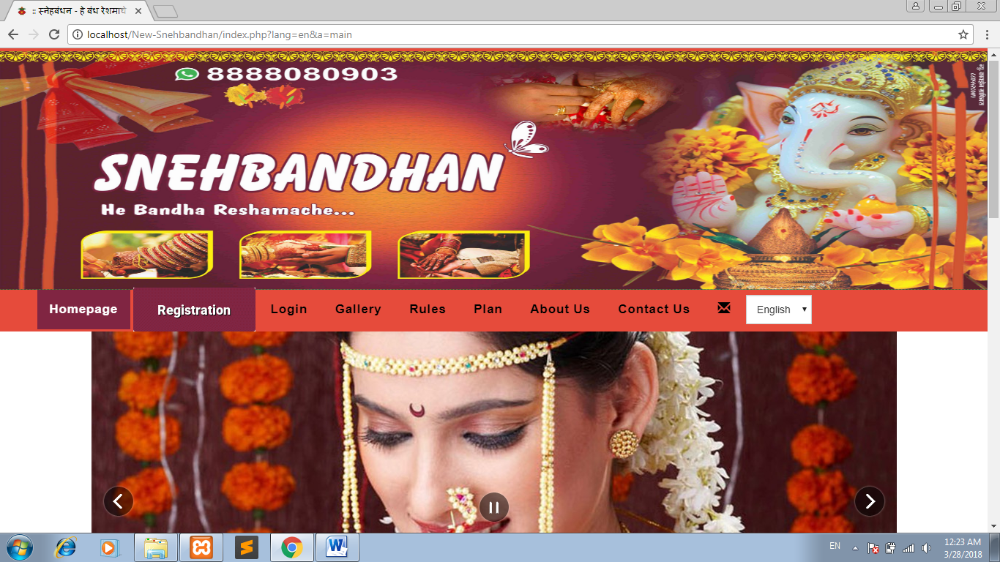 :: स्नेहबंधन - हे बंध रेशमाचे
localhost/New-Snehbandhan/index.php?lang=en&a=main
8888080903
SNEHBANDHAN
He Bandha Reshamache...
Homepage
Registration
Login
Gallery
Rules
Plan
About Us
Contact Us
English
EN
12:23 AM
3/28/2018